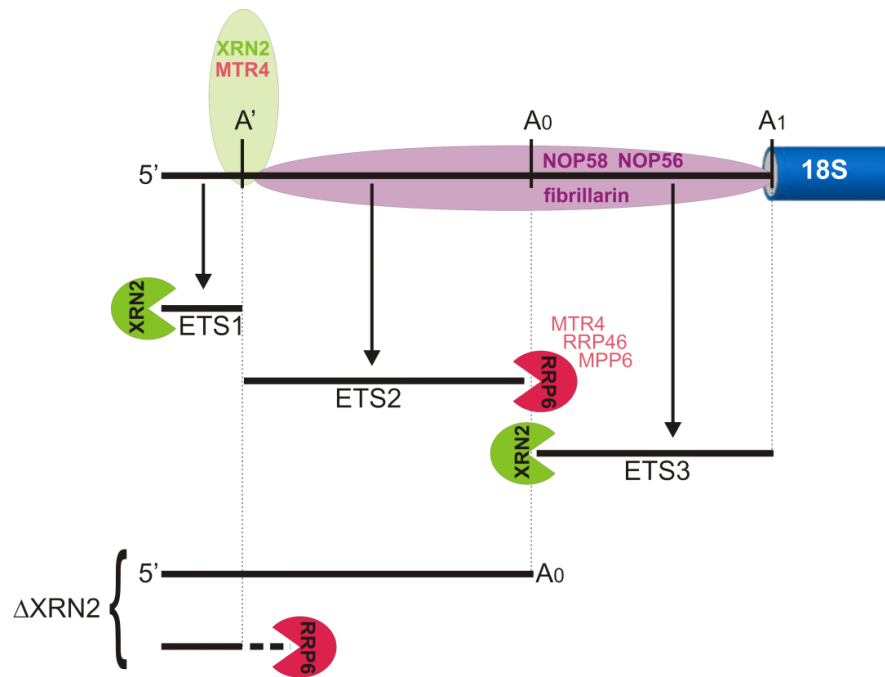 XRN2
MTR4
A’ A0 A1
NOP58 NOP56
5’ 18S
fibrillarin
XRN2
ETS1
MTR4
RRP46
MPP6
RRP6
ETS2
XRN2
ETS3
5’ A0
ΔXRN2
RRP6